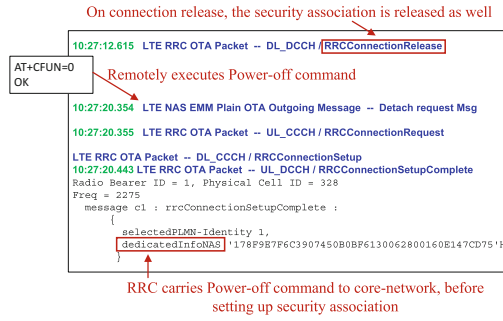 On connection release, the security association is released as well
10:27:12.615 LTE RRC OTA Packet -- DL_DCCH / RRCConnectionRelease
AT+CFUN=0
OK
Remotely executes Power-off command
10:27:20.354 LTE NAS EMM Plain OTA Outgoing Message -- Detach request Msg
10:27:20.355 LTE RRC OTA Packet -- UL_CCCH / RRCConnectionRequest
LTE RRC OTA Packet -- DL_CCCH / RRCConnectionSetup
10:27:20.443 LTE RRC OTA Packet -- UL_DCCH / RRCConnectionSetupComplete
Radio Bearer ID = 1, Physical Cell ID = 328
Freq = 2275
message c1 : rrcConnectionSetupComplete :
{
selectedPLMN-Identity 1,
dedicatedInfoNAS '178F9E7F6C3907450B0BF6130062800160E147CD75'H
}
RRC carries Power-off command to core-network, before
setting up security association